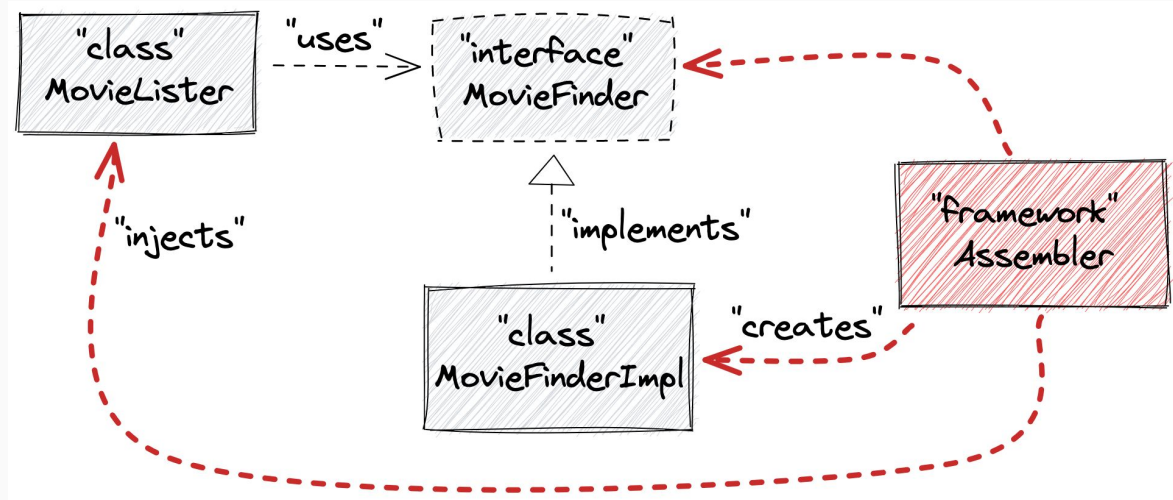 "class"
MovieLister
"uses"
"interface"
MovieFinder
"injects"
"implements"
"framework"
Assembler
"class"
MovieFinderImpl
"creates"